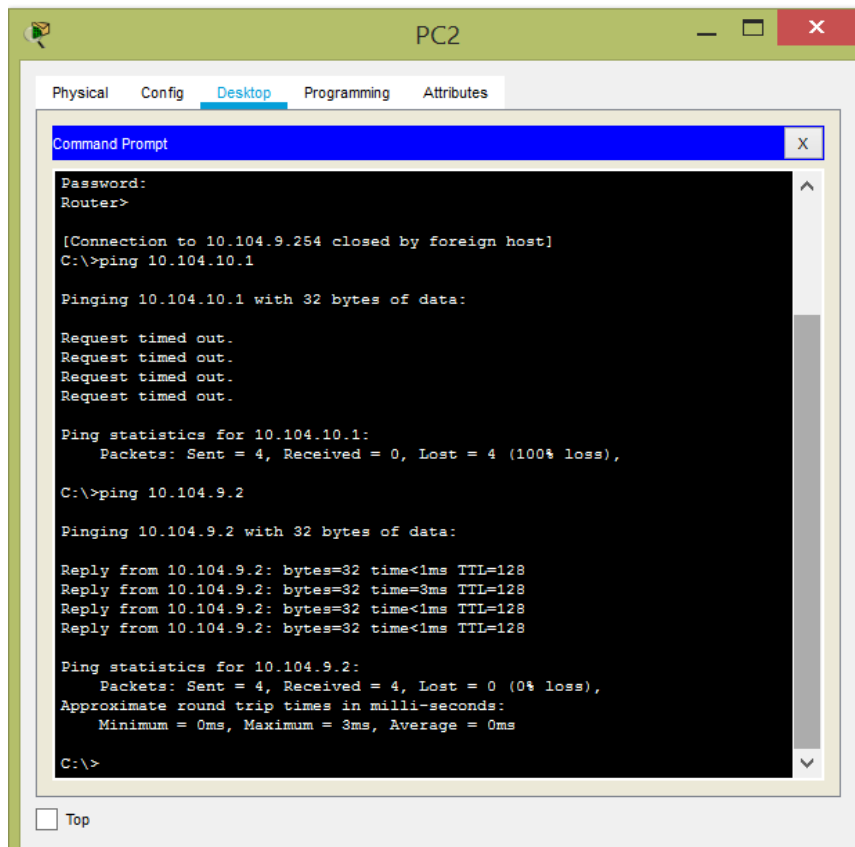 PC2
Physical Config Desktop Programming Attributes
Command Prompt
X
Password:
Router>
[Connection to 10.104.9.254 closed by foreign host]
C:\>ping 10.104.10.1
Pinging 10.104.10.1 with 32 bytes of data:
Request timed out.
Request timed out.
Request timed out.
Request timed out.
Ping statistics for 10.104.10.1:
    Packets: Sent = 4, Received = 0, Lost = 4 (100% loss),
C:\>ping 10.104.9.2
Pinging 10.104.9.2 with 32 bytes of data:
Reply from 10.104.9.2: bytes=32 time<1ms TTL=128
Reply from 10.104.9.2: bytes=32 time=3ms TTL=128
Reply from 10.104.9.2: bytes=32 time<1ms TTL=128
Reply from 10.104.9.2: bytes=32 time<1ms TTL=128
Ping statistics for 10.104.9.2:
    Packets: Sent = 4, Received = 4, Lost = 0 (0% loss),
Approximate round trip times in milli-seconds:
    Minimum = 0ms, Maximum = 3ms, Average = 0ms
C:\>
Top